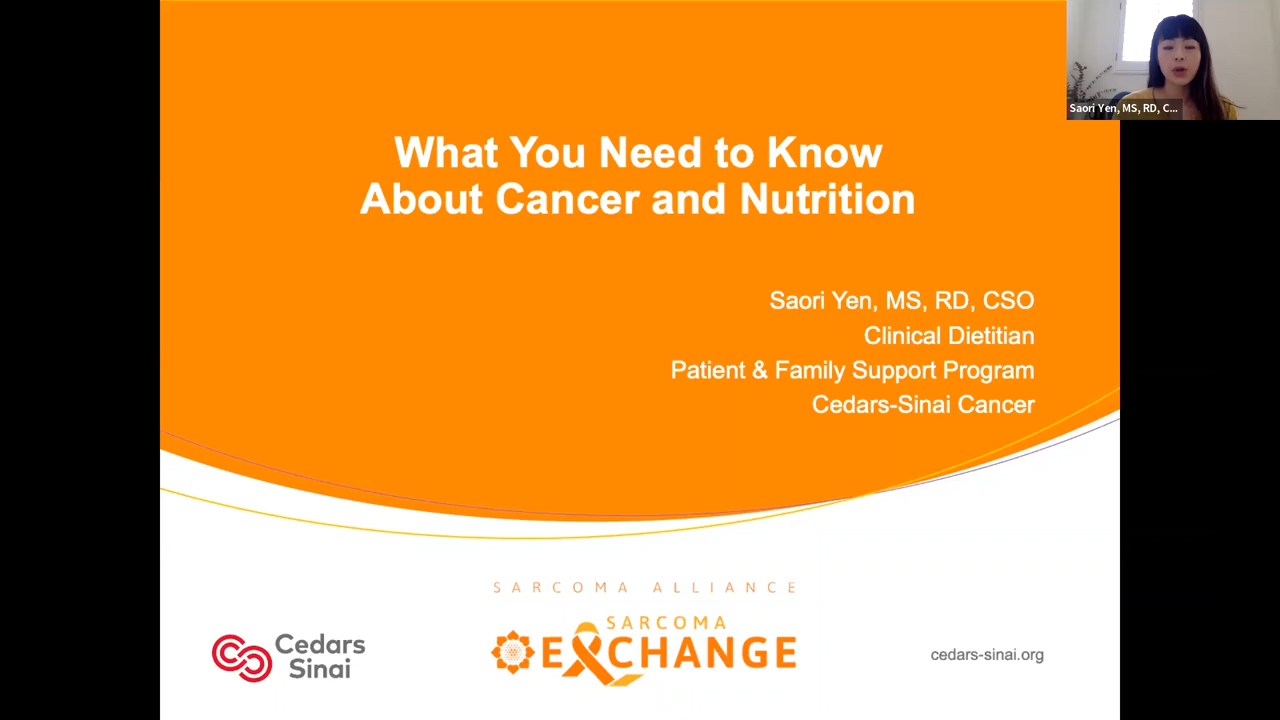 Saori Yen, MS, RD, C...
What You Need to Know
About Cancer and Nutrition
Saori Yen, MS, RD, CSO
Clinical Dietitian
Patient & Family Support Program
Cedars-Sinai Cancer
SARCOMA ALLIANCE
SARCOMA
EXCHANGE
Cedars
Sinai
cedars-sinai.org